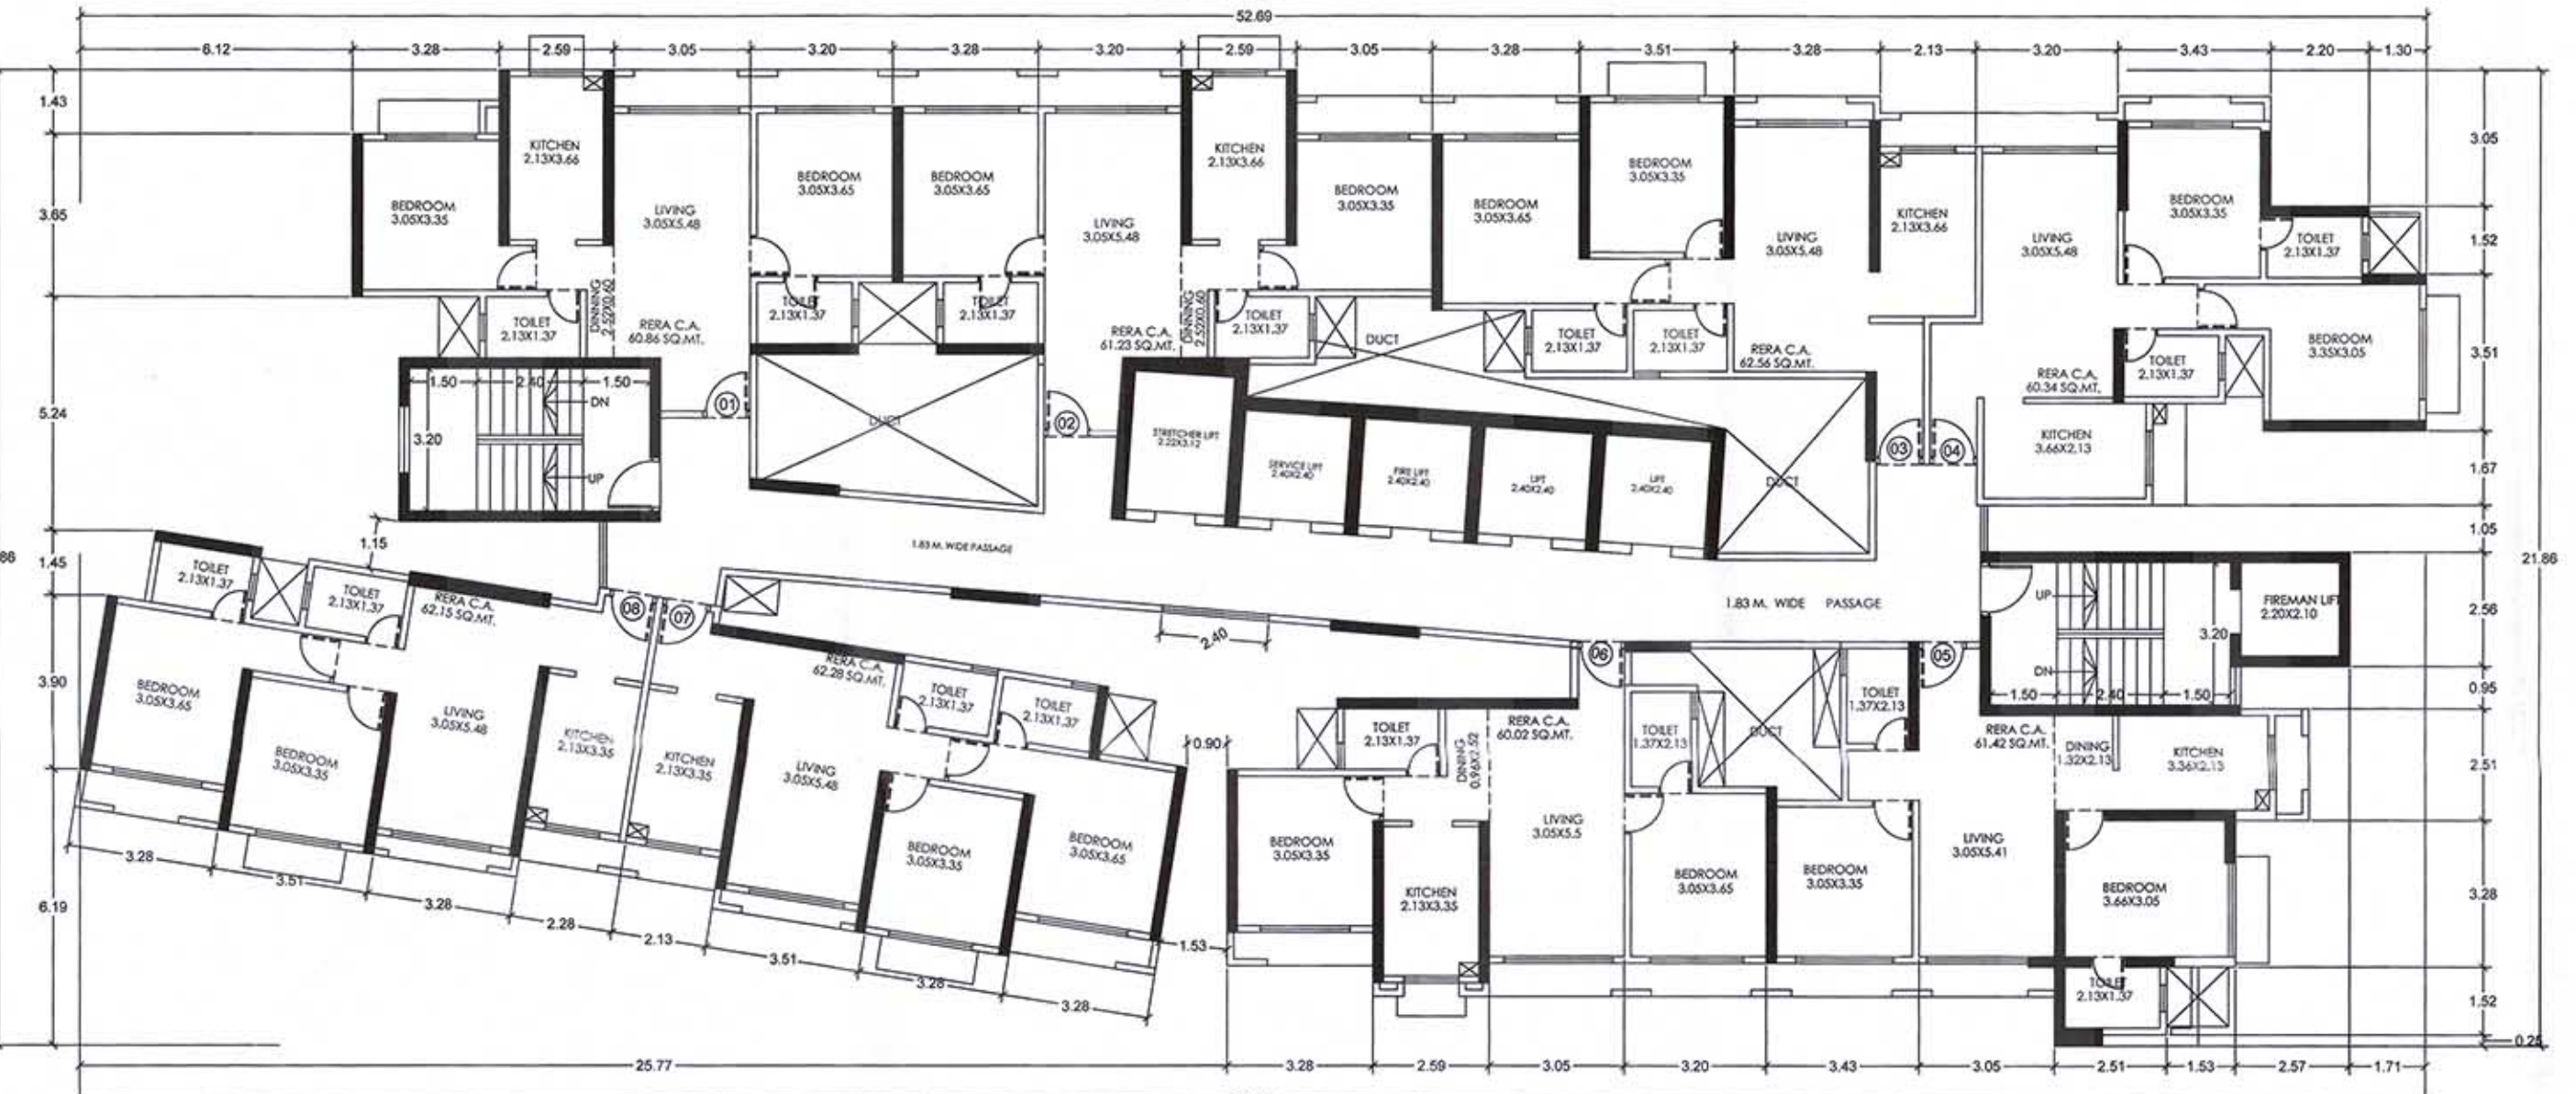 52.69
6.12 3.28 2.59 3.05 3.20 3.28 3.20 2.59 3.05 3.28 3.51 3.28 2.13 3.20 3.43 2.20 1.30
1.43
3.65
5.24
1.45
3.90
6.19
86
BEDROOM
3.05X3.35
KITCHEN
2.13X3.66
LIVING
3.05X5.48
BEDROOM
3.05X3.65
BEDROOM
3.05X3.65
LIVING
3.05X5.48
KITCHEN
2.13X3.66
BEDROOM
3.05X3.35
BEDROOM
3.05X3.65
BEDROOM
3.05X3.35
LIVING
3.05X5.48
KITCHEN
2.13X3.66
LIVING
3.05X5.48
BEDROOM
3.05X3.35
TOILET
2.13X1.37
BEDROOM
3.35X3.05
TOILET
2.13X1.37
DINNING
2.52X0.60
RERA C.A.
60.86 SQ.MT.
TOILET
2.13X1.37
TOILET
2.13X1.37
RERA C.A.
61.23 SQ.MT.
DINNING
2.52X0.60
TOILET
2.13X1.37
DUCT
TOILET
2.13X1.37
TOILET
2.13X1.37
RERA C.A.
62.56 SQ.MT.
RERA C.A.
60.34 SQ.MT.
TOILET
2.13X1.37
KITCHEN
3.66X2.13
1.50 2.40 1.50
DN
3.20
UP
01
DUCT
02
STRETCHER LIFT
2.22X3.12
SERVICE LIFT
2.40X2.40
FIRE LIFT
2.40X2.40
LIFT
2.40X2.40
LIFT
2.40X2.40
DUCT
03
04
3.05
1.52
3.51
1.67
1.05
2.56
0.95
2.51
3.28
1.52
0.25
21.86
1.15
1.83 M. WIDE PASSAGE
1.83 M. WIDE PASSAGE
2.40
UP
3.20
DN
1.50 2.40 1.50
FIREMAN LIFT
2.20X2.10
TOILET
2.13X1.37
TOILET
2.13X1.37
RERA C.A.
62.15 SQ.MT.
08
07
RERA C.A.
62.28 SQ.MT.
TOILET
2.13X1.37
TOILET
2.13X1.37
BEDROOM
3.05X3.65
BEDROOM
3.05X3.35
LIVING
3.05X5.48
KITCHEN
2.13X3.35
KITCHEN
2.13X3.35
LIVING
3.05X5.48
BEDROOM
3.05X3.35
BEDROOM
3.05X3.65
0.90
1.53
3.28
3.51
3.28
2.28
2.13
3.51
3.28
3.28
06
05
TOILET
2.13X1.37
DINING
0.96X2.52
RERA C.A.
60.02 SQ.MT.
TOILET
1.37X2.13
DUCT
TOILET
1.37X2.13
RERA C.A.
61.42 SQ.MT.
DINING
1.32X2.13
KITCHEN
3.36X2.13
BEDROOM
3.05X3.35
KITCHEN
2.13X3.35
LIVING
3.05X5.5
BEDROOM
3.05X3.65
BEDROOM
3.05X3.35
LIVING
3.05X5.41
BEDROOM
3.66X3.05
TOILET
2.13X1.37
25.77 3.28 2.59 3.05 3.20 3.43 3.05 2.51 1.53 2.57 1.71